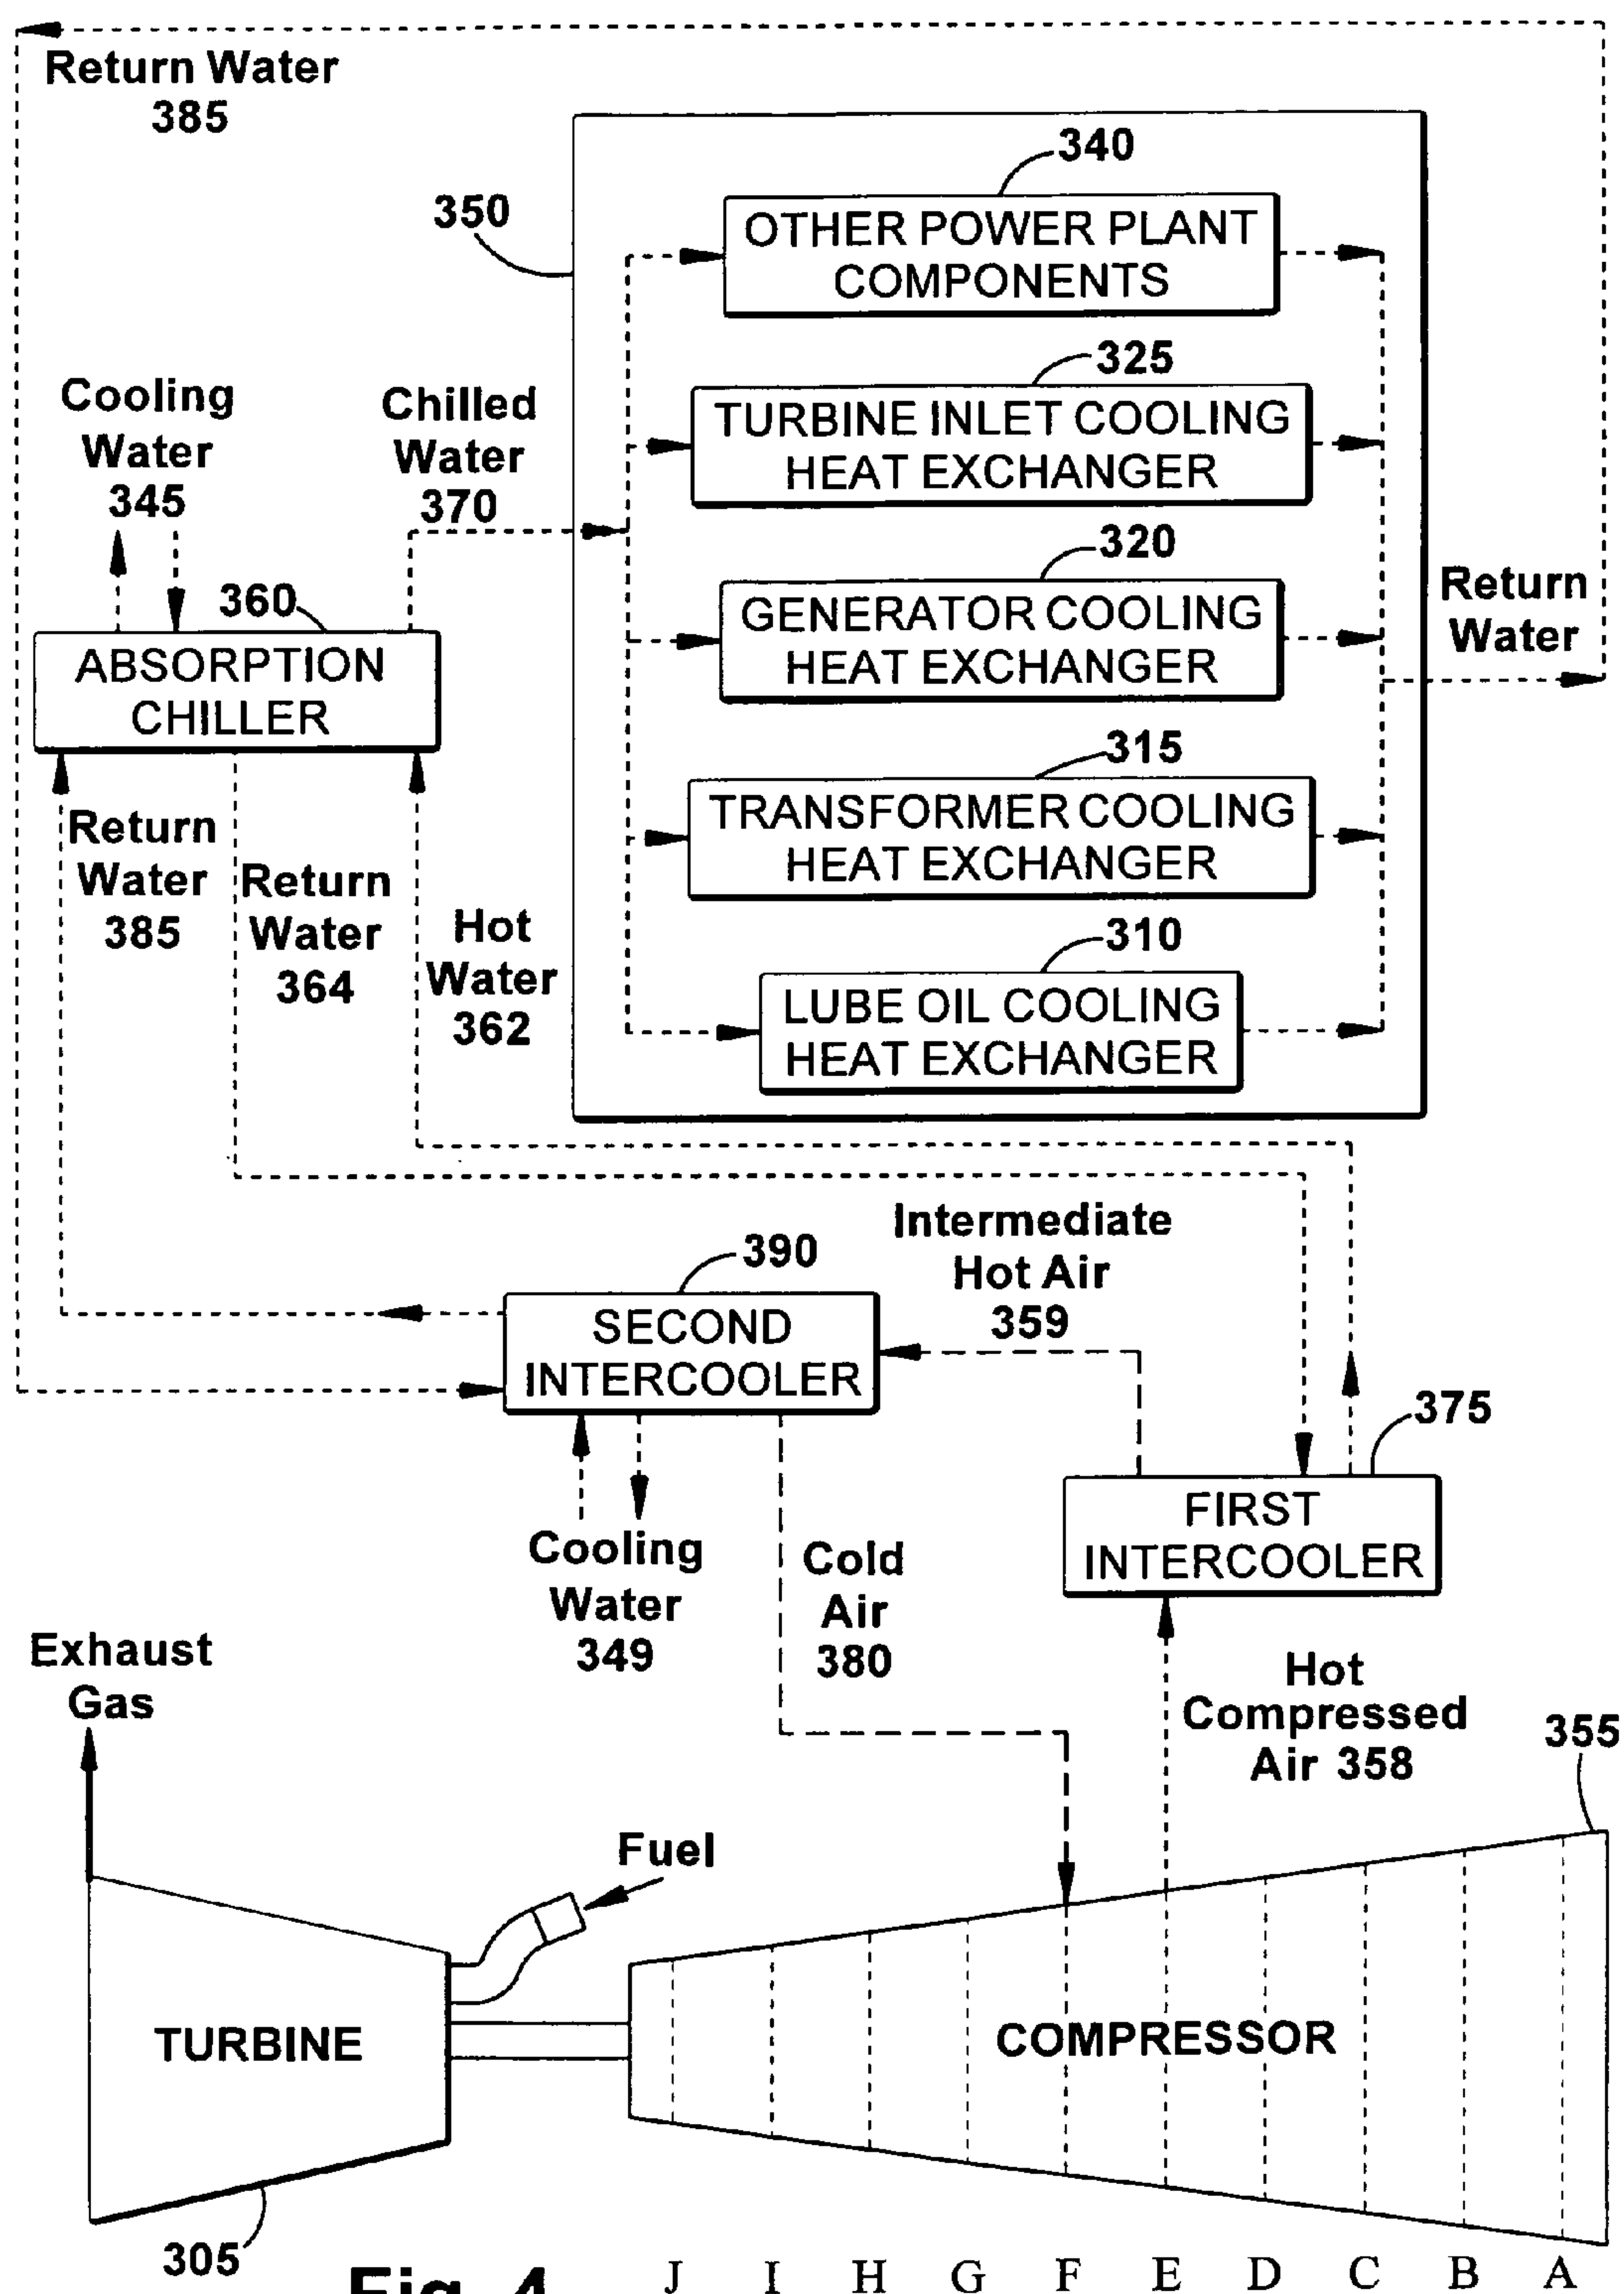 Return Water
385
340
350
OTHER POWER PLANT
COMPONENTS
325
TURBINE INLET COOLING
HEAT EXCHANGER
Cooling
Water
345
Chilled
Water
370
320
GENERATOR COOLING
HEAT EXCHANGER
Return
Water
360
ABSORPTION
CHILLER
315
TRANSFORMER COOLING
HEAT EXCHANGER
Return
Water
385
Return
Water
364
Hot
Water
362
310
LUBE OIL COOLING
HEAT EXCHANGER
Intermediate
Hot Air
359
390
SECOND
INTERCOOLER
375
FIRST
INTERCOOLER
Cooling
Water
349
Cold
Air
380
Exhaust
Gas
Hot
Compressed
Air 358
355
Fuel
TURBINE
COMPRESSOR
305
Fig. 4
J I H G F E D C B A